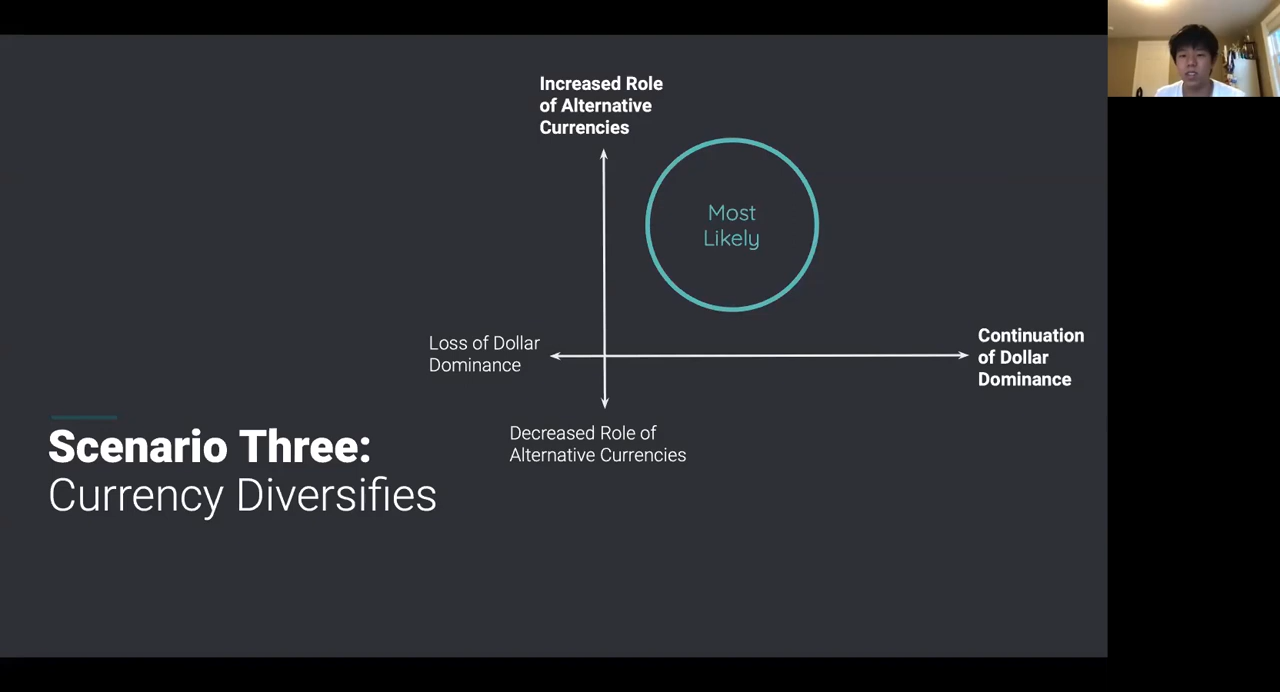 Increased Role
of Alternative
Currencies
Most
Likely
Loss of Dollar
Dominance
Continuation
of Dollar
Dominance
Decreased Role of
Alternative Currencies
Scenario Three:
Currency Diversifies